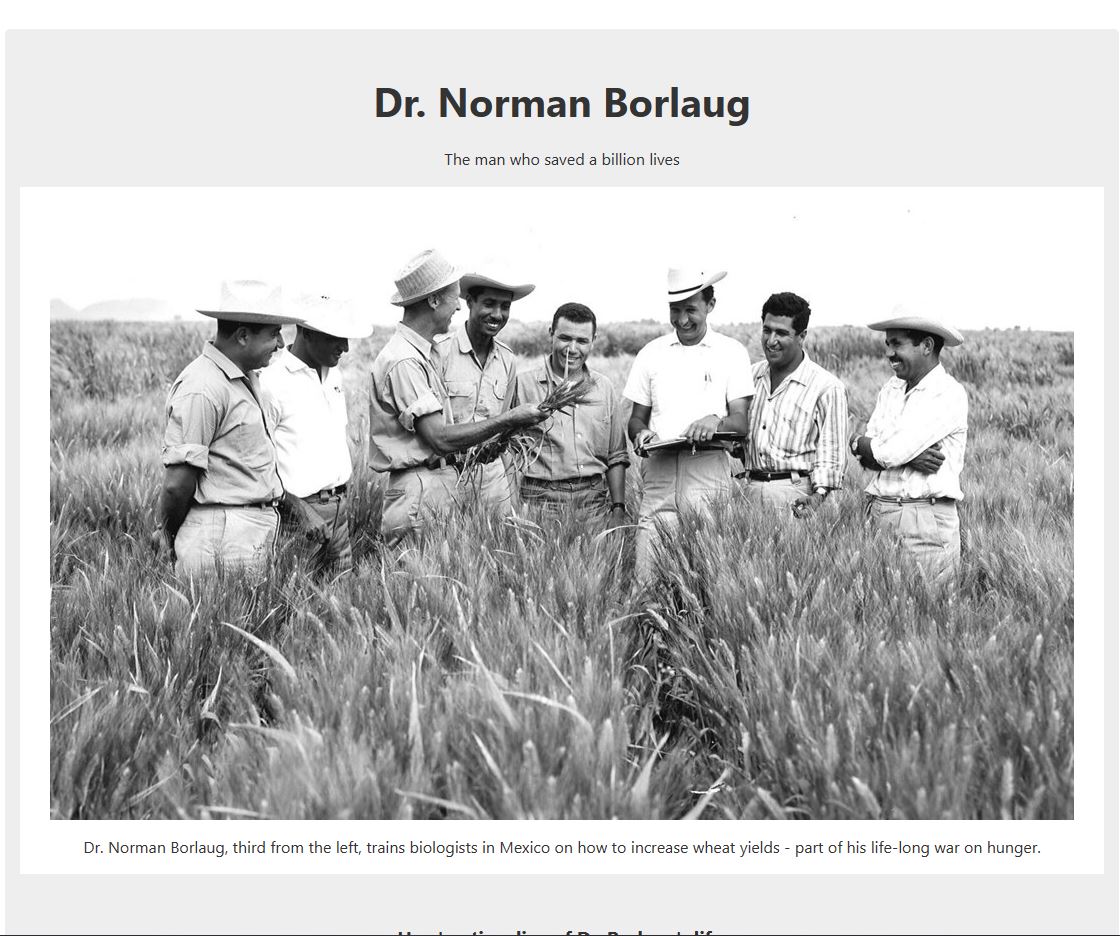 Dr. Norman Borlaug
The man who saved a billion lives
Dr. Norman Borlaug, third from the left, trains biologists in Mexico on how to increase wheat yields - part of his life-long war on hunger.